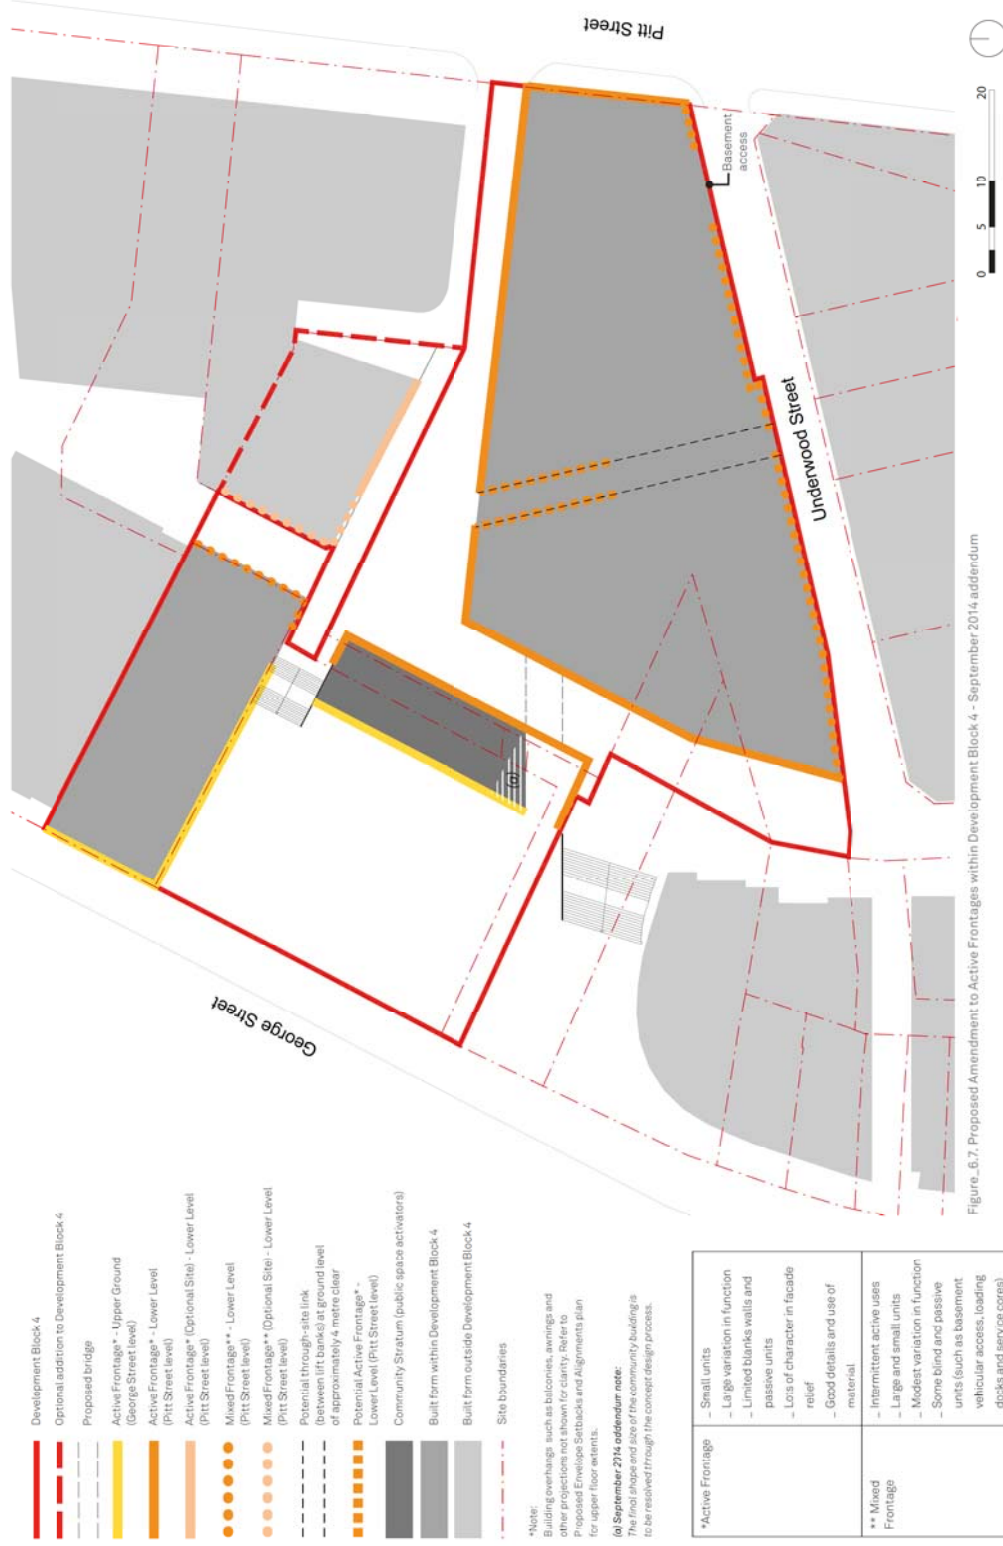 Pitt Street
George Street
Underwood Street
Basement
access
(a)
0 5 10 20
Development Block 4
Optional addition to Development Block 4
Proposed bridge
Active Frontage* - Upper Ground
(George Street level)
Active Frontage* - Lower Level
(Pitt Street level)
Active Frontage* (Optional Site) - Lower Level
(Pitt Street level)
Mixed Frontage** - Lower Level
(Pitt Street level)
Mixed Frontage** (Optional Site) - Lower Level
(Pitt Street level)
Potential through-site link
(between lift banks) at ground level
of approximately 4 metre clear
Potential Active Frontage* -
Lower Level (Pitt Street level)
Community Stratum (public space activators)
Built form within Development Block 4
Built form outside Development Block 4
Site boundaries
*Note:
Building overhangs such as balconies, awnings and
other projections not shown for clarity. Refer to
Proposed Envelope Setbacks and Alignments plan
for upper floor extents.
(a) September 2014 addendum note:
The final shape and size of the community building is
to be resolved through the concept design process.
*Active Frontage
– Small units
– Large variation in function
– Limited blanks walls and
passive units
– Lots of character in facade
relief
– Good details and use of
material
** Mixed
Frontage
– Intermittent active uses
– Large and small units
– Modest variation in function
– Some blind and passive
units (such as basement
vehicular access, loading
docks and service cores)
Figure_6.7. Proposed Amendment to Active Frontages within Development Block 4 - September 2014 addendum